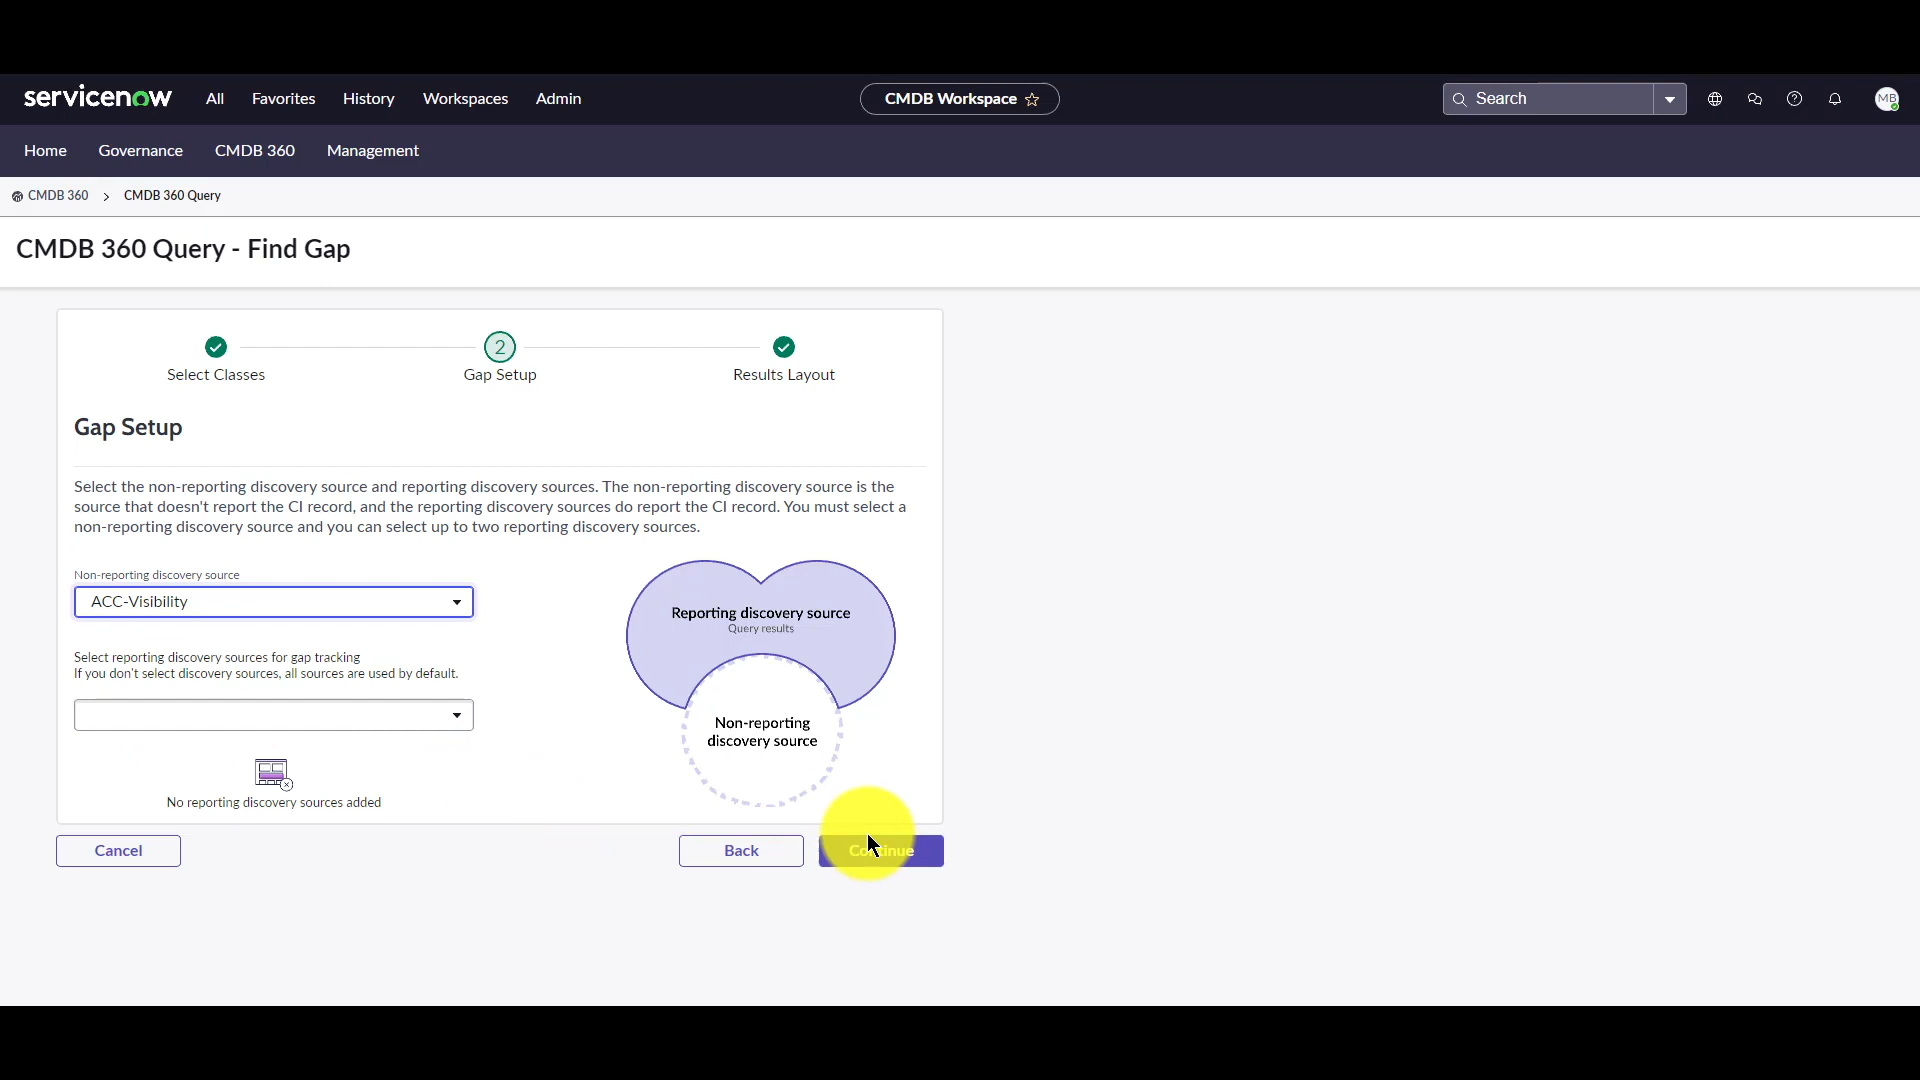 servicenow All Favorites History Workspaces Admin CMDB Workspace Search MB
Home Governance CMDB 360 Management
CMDB 360 > CMDB 360 Query
CMDB 360 Query - Find Gap
2
Select Classes Gap Setup Results Layout
Gap Setup
Select the non-reporting discovery source and reporting discovery sources. The non-reporting discovery source is the
source that doesn't report the CI record, and the reporting discovery sources do report the CI record. You must select a
non-reporting discovery source and you can select up to two reporting discovery sources.
Non-reporting discovery source
ACC-Visibility
Select reporting discovery sources for gap tracking
If you don't select discovery sources, all sources are used by default.
No reporting discovery sources added
Reporting discovery source
Query results
Non-reporting
discovery source
Cancel Back Continue